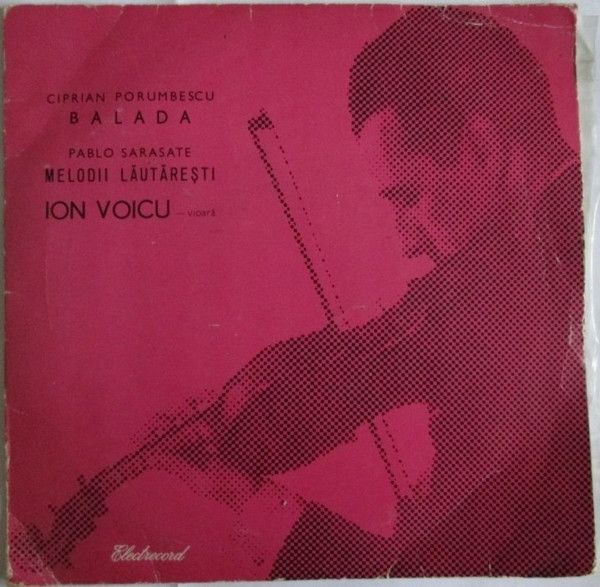 CIPRIAN PORUMBESCU
BALADA
PABLO SARASATE
MELODII LĂUTĂREȘTI
ION VOICU – vioară
Electrecord